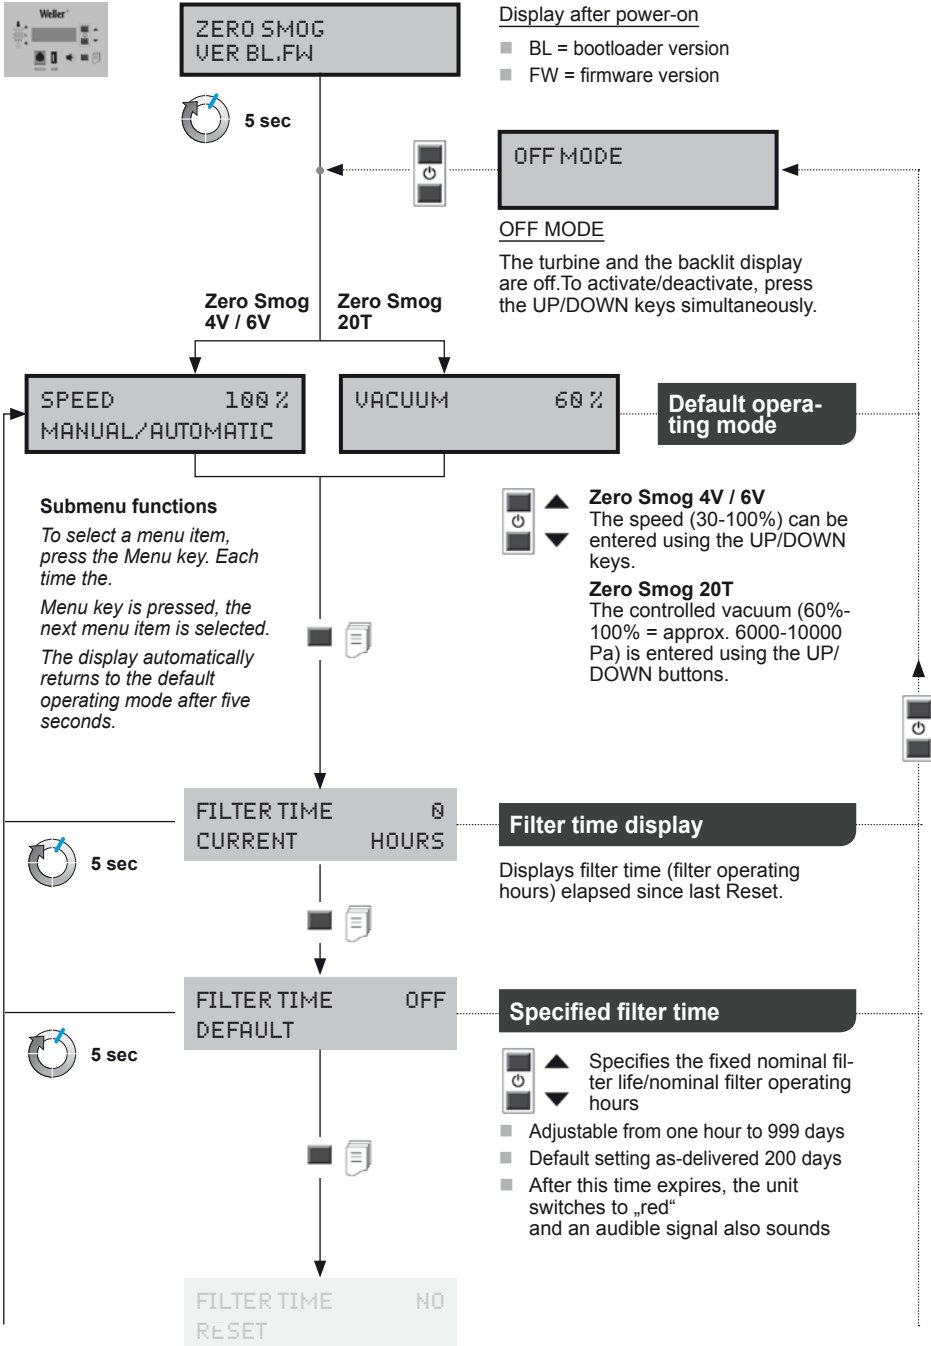 Weller
ZERO SMOG
VER BL.FW
Display after power-on
BL = bootloader version
FW = firmware version
5 sec
OFF MODE
OFF MODE
The turbine and the backlit display
are off.To activate/deactivate, press
the UP/DOWN keys simultaneously.
Zero Smog
4V / 6V
Zero Smog
20T
SPEED 100 %
MANUAL/AUTOMATIC
VACUUM 60 %
Default opera-
ting mode
Submenu functions
To select a menu item,
press the Menu key. Each
time the.
Menu key is pressed, the
next menu item is selected.
The display automatically
returns to the default
operating mode after five
seconds.
Zero Smog 4V / 6V
The speed (30-100%) can be
entered using the UP/DOWN
keys.
Zero Smog 20T
The controlled vacuum (60%-
100% = approx. 6000-10000
Pa) is entered using the UP/
DOWN buttons.
FILTER TIME 0
CURRENT HOURS
5 sec
Filter time display
Displays filter time (filter operating
hours) elapsed since last Reset.
FILTER TIME OFF
DEFAULT
5 sec
Specified filter time
Specifies the fixed nominal fil-
ter life/nominal filter operating
hours
Adjustable from one hour to 999 days
Default setting as-delivered 200 days
After this time expires, the unit
switches to „red“
and an audible signal also sounds
FILTER TIME NO
RESET